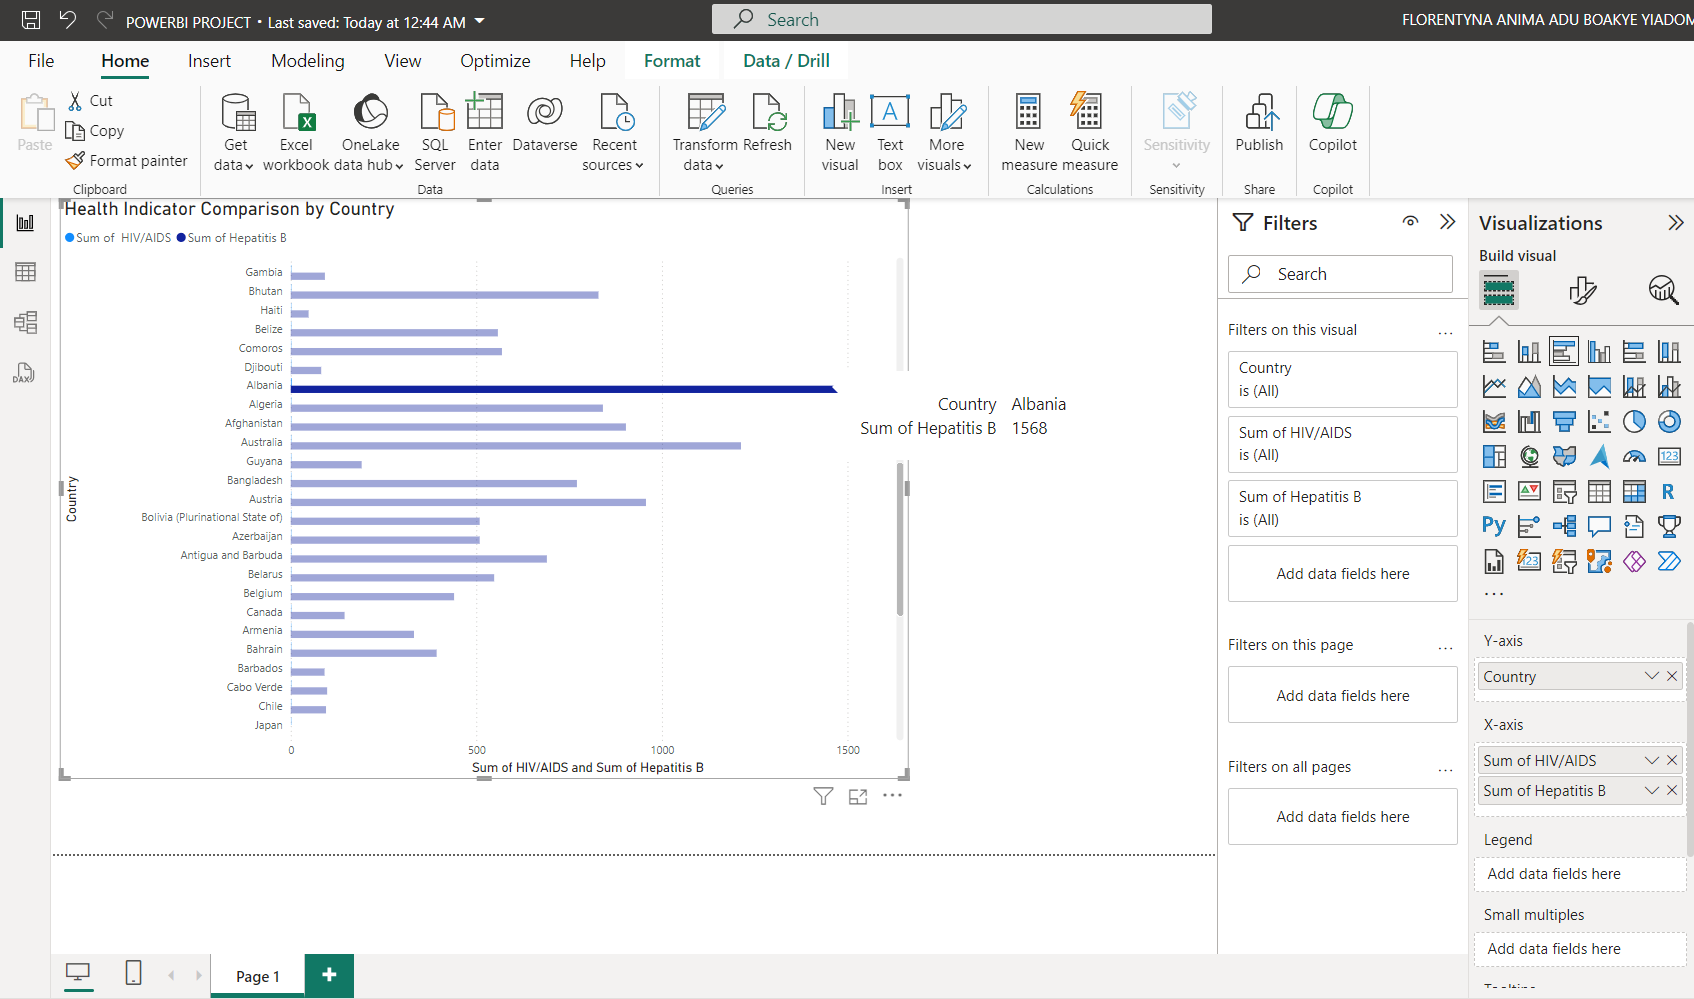 POWERBI PROJECT • Last saved: Today at 12:44 AM
Search
FLORENTYNA ANIMA ADU BOAKYE YIADOM
File Home Insert Modeling View Optimize Help Format Data / Drill
Paste
Cut
Copy
Format painter
Clipboard
Get data
Excel workbook
OneLake data hub
SQL Server
Enter data
Dataverse
Recent sources
Data
Transform data
Refresh
Queries
New visual
Text box
More visuals
Insert
New measure
Quick measure
Calculations
Sensitivity
Sensitivity
Publish
Share
Copilot
Copilot
Health Indicator Comparison by Country
Sum of HIV/AIDS Sum of Hepatitis B
Country
Gambia
Bhutan
Haiti
Belize
Comoros
Djibouti
Albania
Algeria
Afghanistan
Australia
Guyana
Bangladesh
Austria
Bolivia (Plurinational State of)
Azerbaijan
Antigua and Barbuda
Belarus
Belgium
Canada
Armenia
Bahrain
Barbados
Cabo Verde
Chile
Japan
0 500 1000 1500
Sum of HIV/AIDS and Sum of Hepatitis B
Country Albania
Sum of Hepatitis B 1568
Filters
Search
Filters on this visual ...
Country
is (All)
Sum of HIV/AIDS
is (All)
Sum of Hepatitis B
is (All)
Add data fields here
Filters on this page ...
Add data fields here
Filters on all pages ...
Add data fields here
Visualizations
Build visual
123
R
Py
123
...
Y-axis
Country
X-axis
Sum of HIV/AIDS
Sum of Hepatitis B
Legend
Add data fields here
Small multiples
Add data fields here
DAX
Page 1